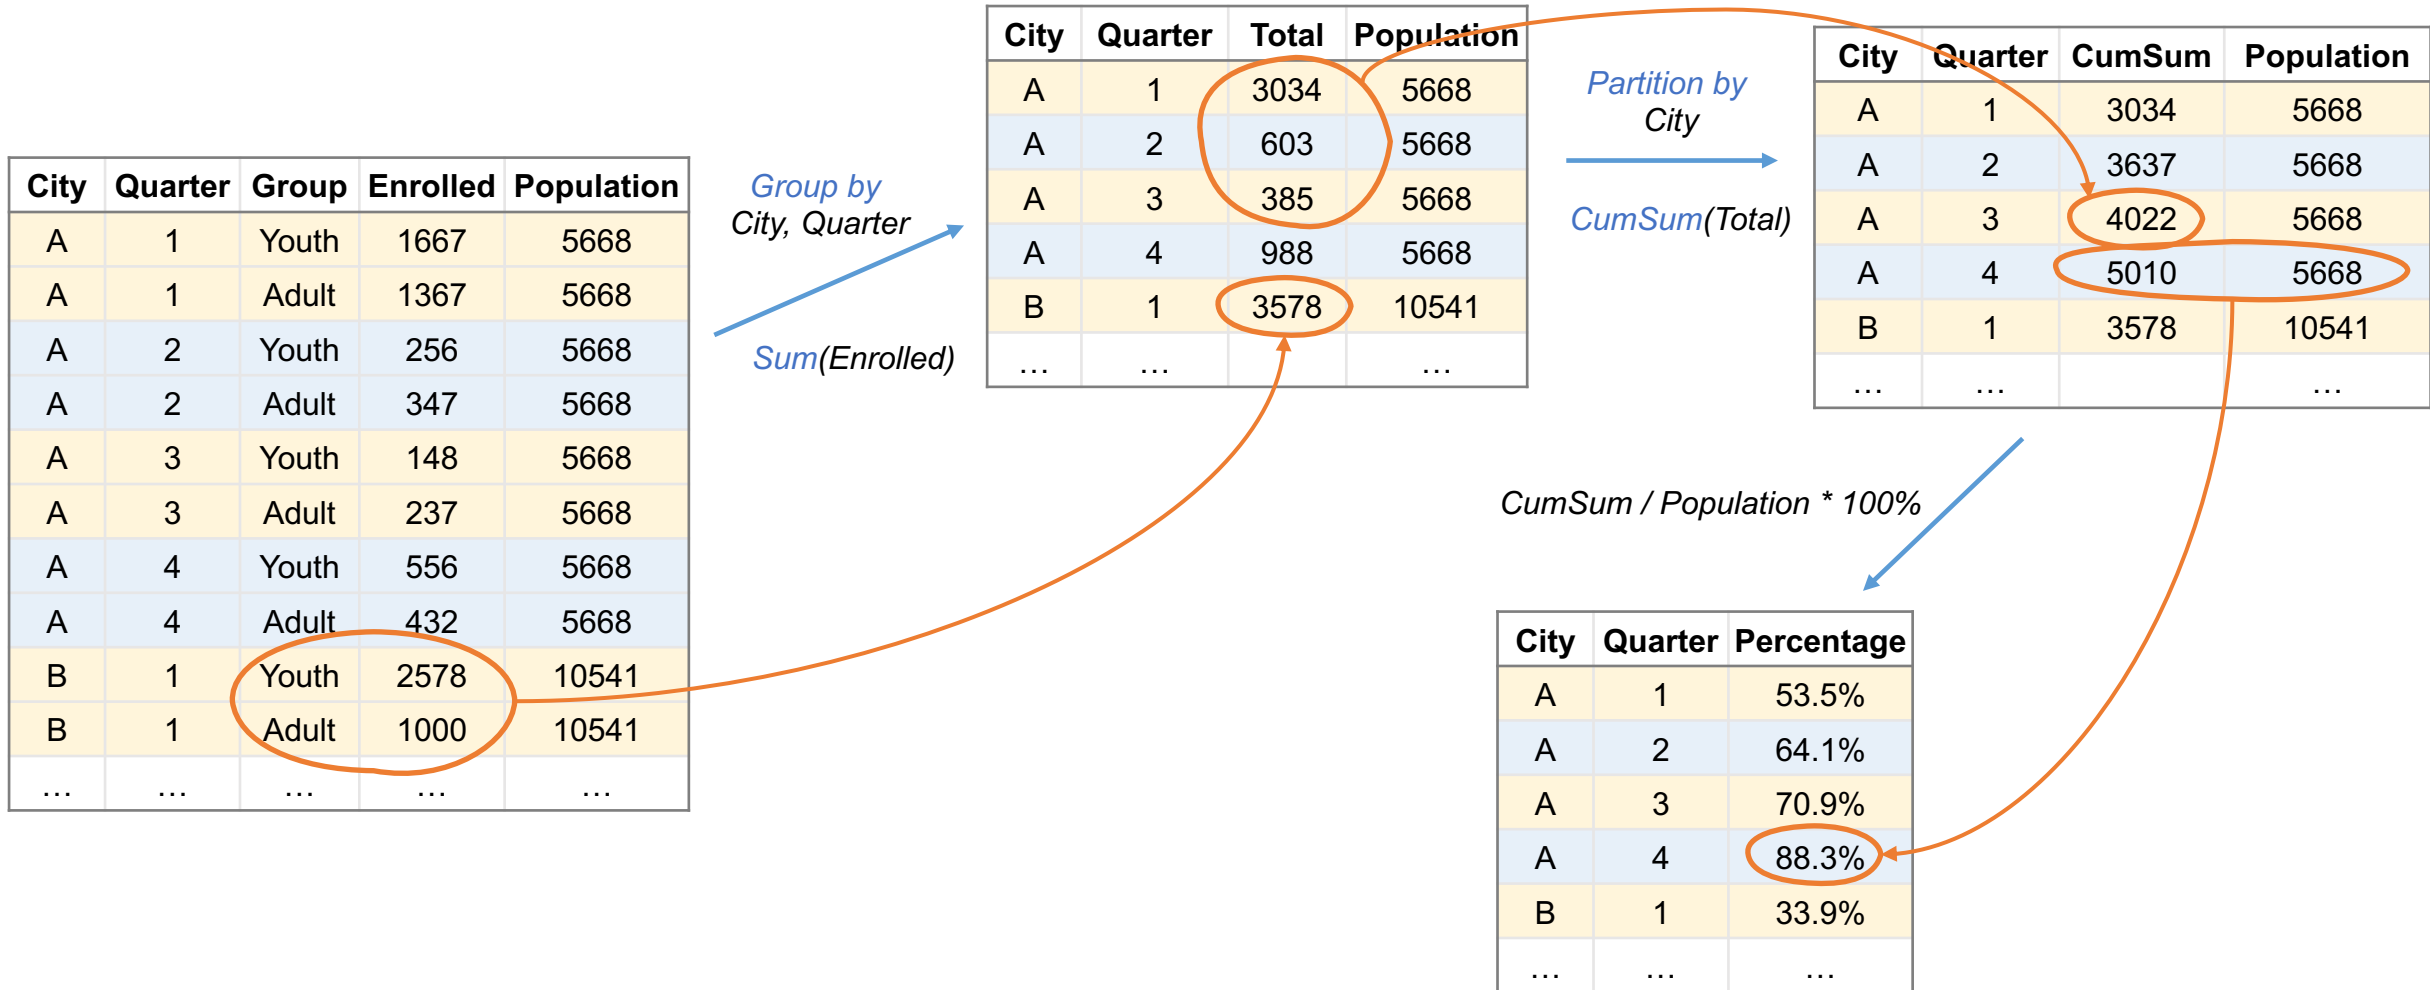 City Quarter Group Enrolled Population
A 1 Youth 1667 5668
A 1 Adult 1367 5668
A 2 Youth 256 5668
A 2 Adult 347 5668
A 3 Youth 148 5668
A 3 Adult 237 5668
A 4 Youth 556 5668
A 4 Adult 432 5668
B 1 Youth 2578 10541
B 1 Adult 1000 10541
… … … … …
Group by
City, Quarter
Sum(Enrolled)
City Quarter Total Population
A 1 3034 5668
A 2 603 5668
A 3 385 5668
A 4 988 5668
B 1 3578 10541
… … …
Partition by
City
CumSum(Total)
City Quarter CumSum Population
A 1 3034 5668
A 2 3637 5668
A 3 4022 5668
A 4 5010 5668
B 1 3578 10541
… … …
CumSum / Population * 100%
City Quarter Percentage
A 1 53.5%
A 2 64.1%
A 3 70.9%
A 4 88.3%
B 1 33.9%
… … …